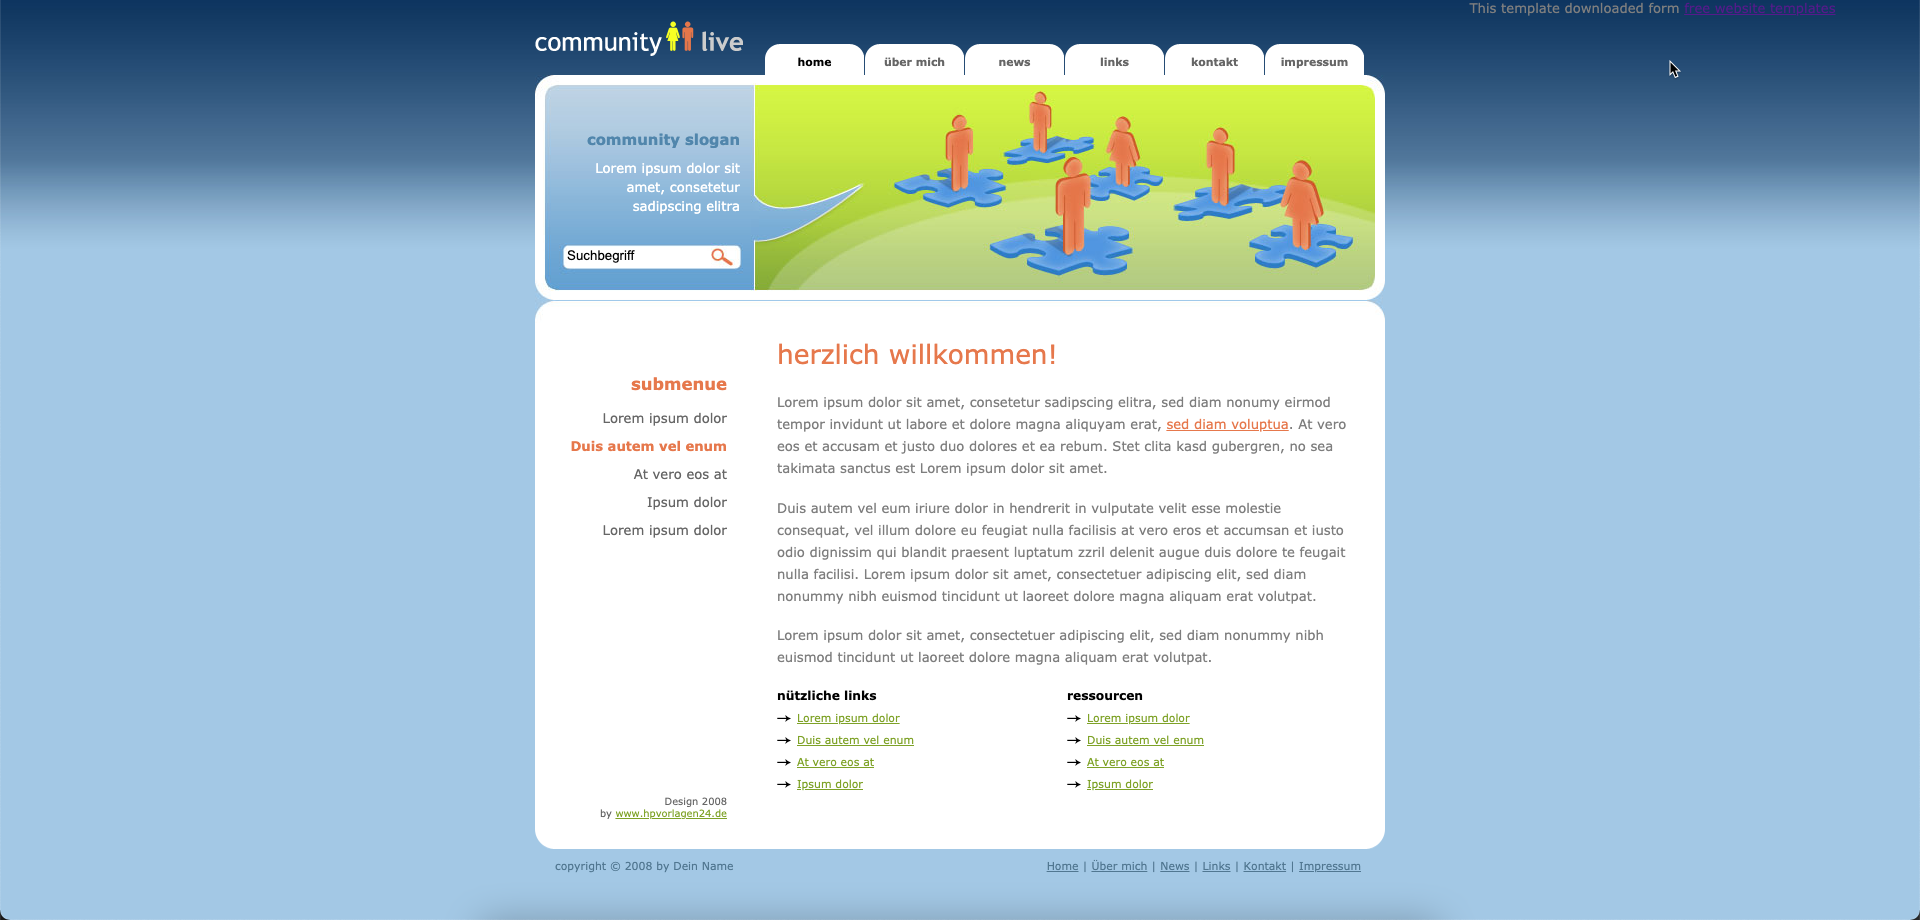 This template downloaded form free website templates
community live
home
über mich
news
links
kontakt
impressum
community slogan
Lorem ipsum dolor sit
amet, consetetur
sadipscing elitra
Suchbegriff
submenue
Lorem ipsum dolor
Duis autem vel enum
At vero eos at
Ipsum dolor
Lorem ipsum dolor
Design 2008
by www.hpvorlagen24.de
herzlich willkommen!
Lorem ipsum dolor sit amet, consetetur sadipscing elitra, sed diam nonumy eirmod
tempor invidunt ut labore et dolore magna aliquyam erat, sed diam voluptua. At vero
eos et accusam et justo duo dolores et ea rebum. Stet clita kasd gubergren, no sea
takimata sanctus est Lorem ipsum dolor sit amet.
Duis autem vel eum iriure dolor in hendrerit in vulputate velit esse molestie
consequat, vel illum dolore eu feugiat nulla facilisis at vero eros et accumsan et iusto
odio dignissim qui blandit praesent luptatum zzril delenit augue duis dolore te feugait
nulla facilisi. Lorem ipsum dolor sit amet, consectetuer adipiscing elit, sed diam
nonummy nibh euismod tincidunt ut laoreet dolore magna aliquam erat volutpat.
Lorem ipsum dolor sit amet, consectetuer adipiscing elit, sed diam nonummy nibh
euismod tincidunt ut laoreet dolore magna aliquam erat volutpat.
nützliche links
→ Lorem ipsum dolor
→ Duis autem vel enum
→ At vero eos at
→ Ipsum dolor
ressourcen
→ Lorem ipsum dolor
→ Duis autem vel enum
→ At vero eos at
→ Ipsum dolor
copyright © 2008 by Dein Name
Home | Über mich | News | Links | Kontakt | Impressum